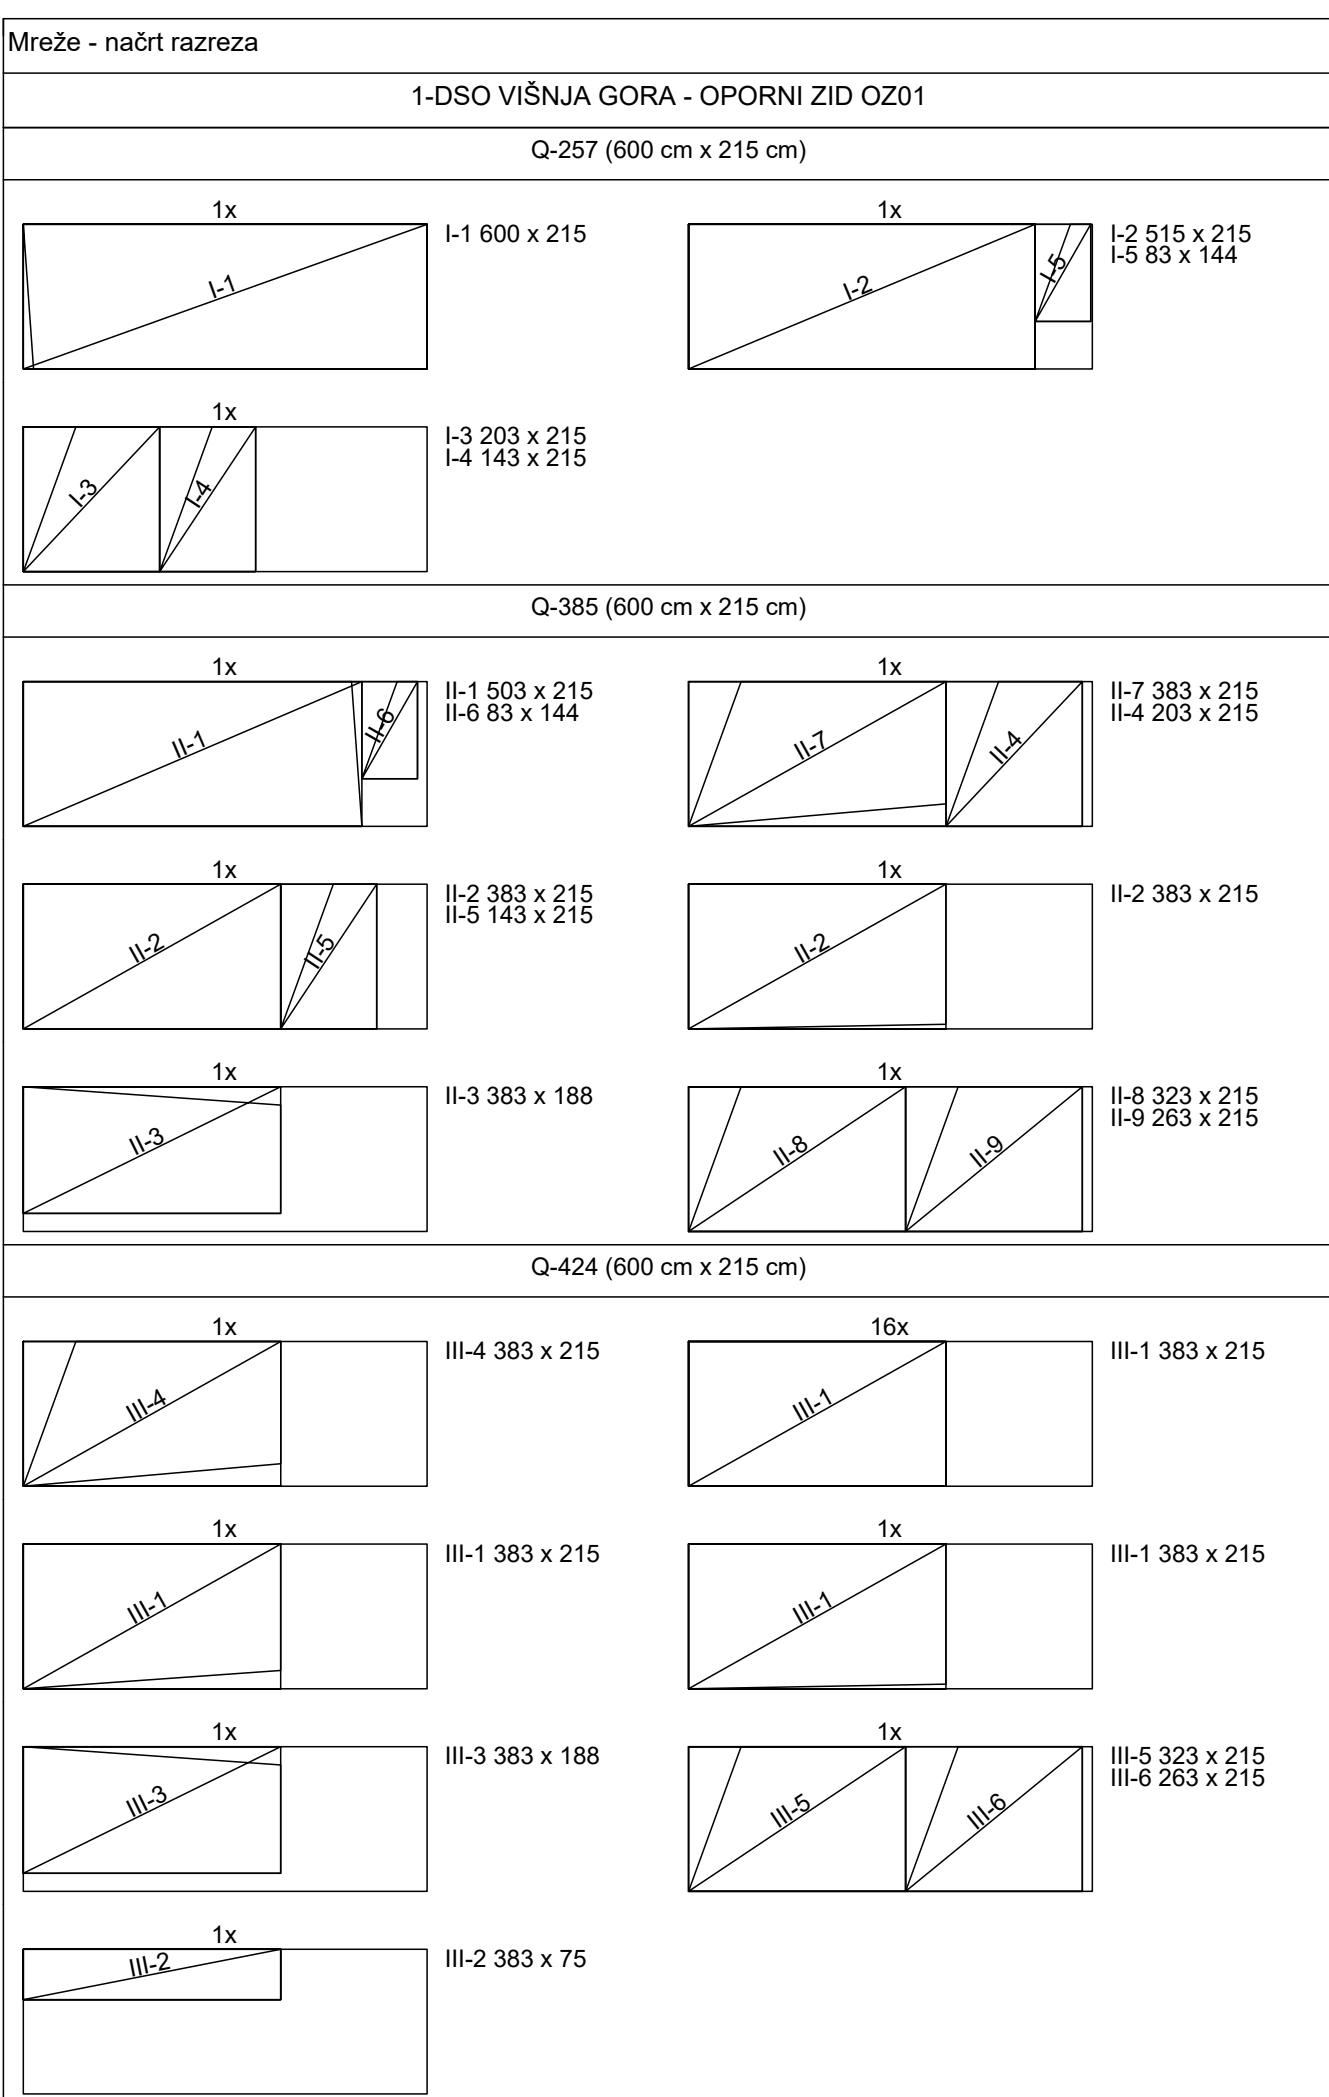 Mreže - načrt razreza
1-DSO VIŠNJA GORA - OPORNI ZID OZ01
Q-257 (600 cm x 215 cm)
1x
I-1 600 x 215
I-1
1x
I-2 515 x 215
I-5 83 x 144
I-2
I-5
1x
I-3 203 x 215
I-4 143 x 215
I-3
I-4
Q-385 (600 cm x 215 cm)
1x
II-1 503 x 215
II-6 83 x 144
II-1
II-6
1x
II-7 383 x 215
II-4 203 x 215
II-7
II-4
1x
II-2 383 x 215
II-5 143 x 215
II-2
II-5
1x
II-2 383 x 215
II-2
1x
II-3 383 x 188
II-3
1x
II-8 323 x 215
II-9 263 x 215
II-8
II-9
Q-424 (600 cm x 215 cm)
1x
III-4 383 x 215
III-4
16x
III-1 383 x 215
III-1
1x
III-1 383 x 215
III-1
1x
III-1 383 x 215
III-1
1x
III-3 383 x 188
III-3
1x
III-5 323 x 215
III-6 263 x 215
III-5
III-6
1x
III-2 383 x 75
III-2